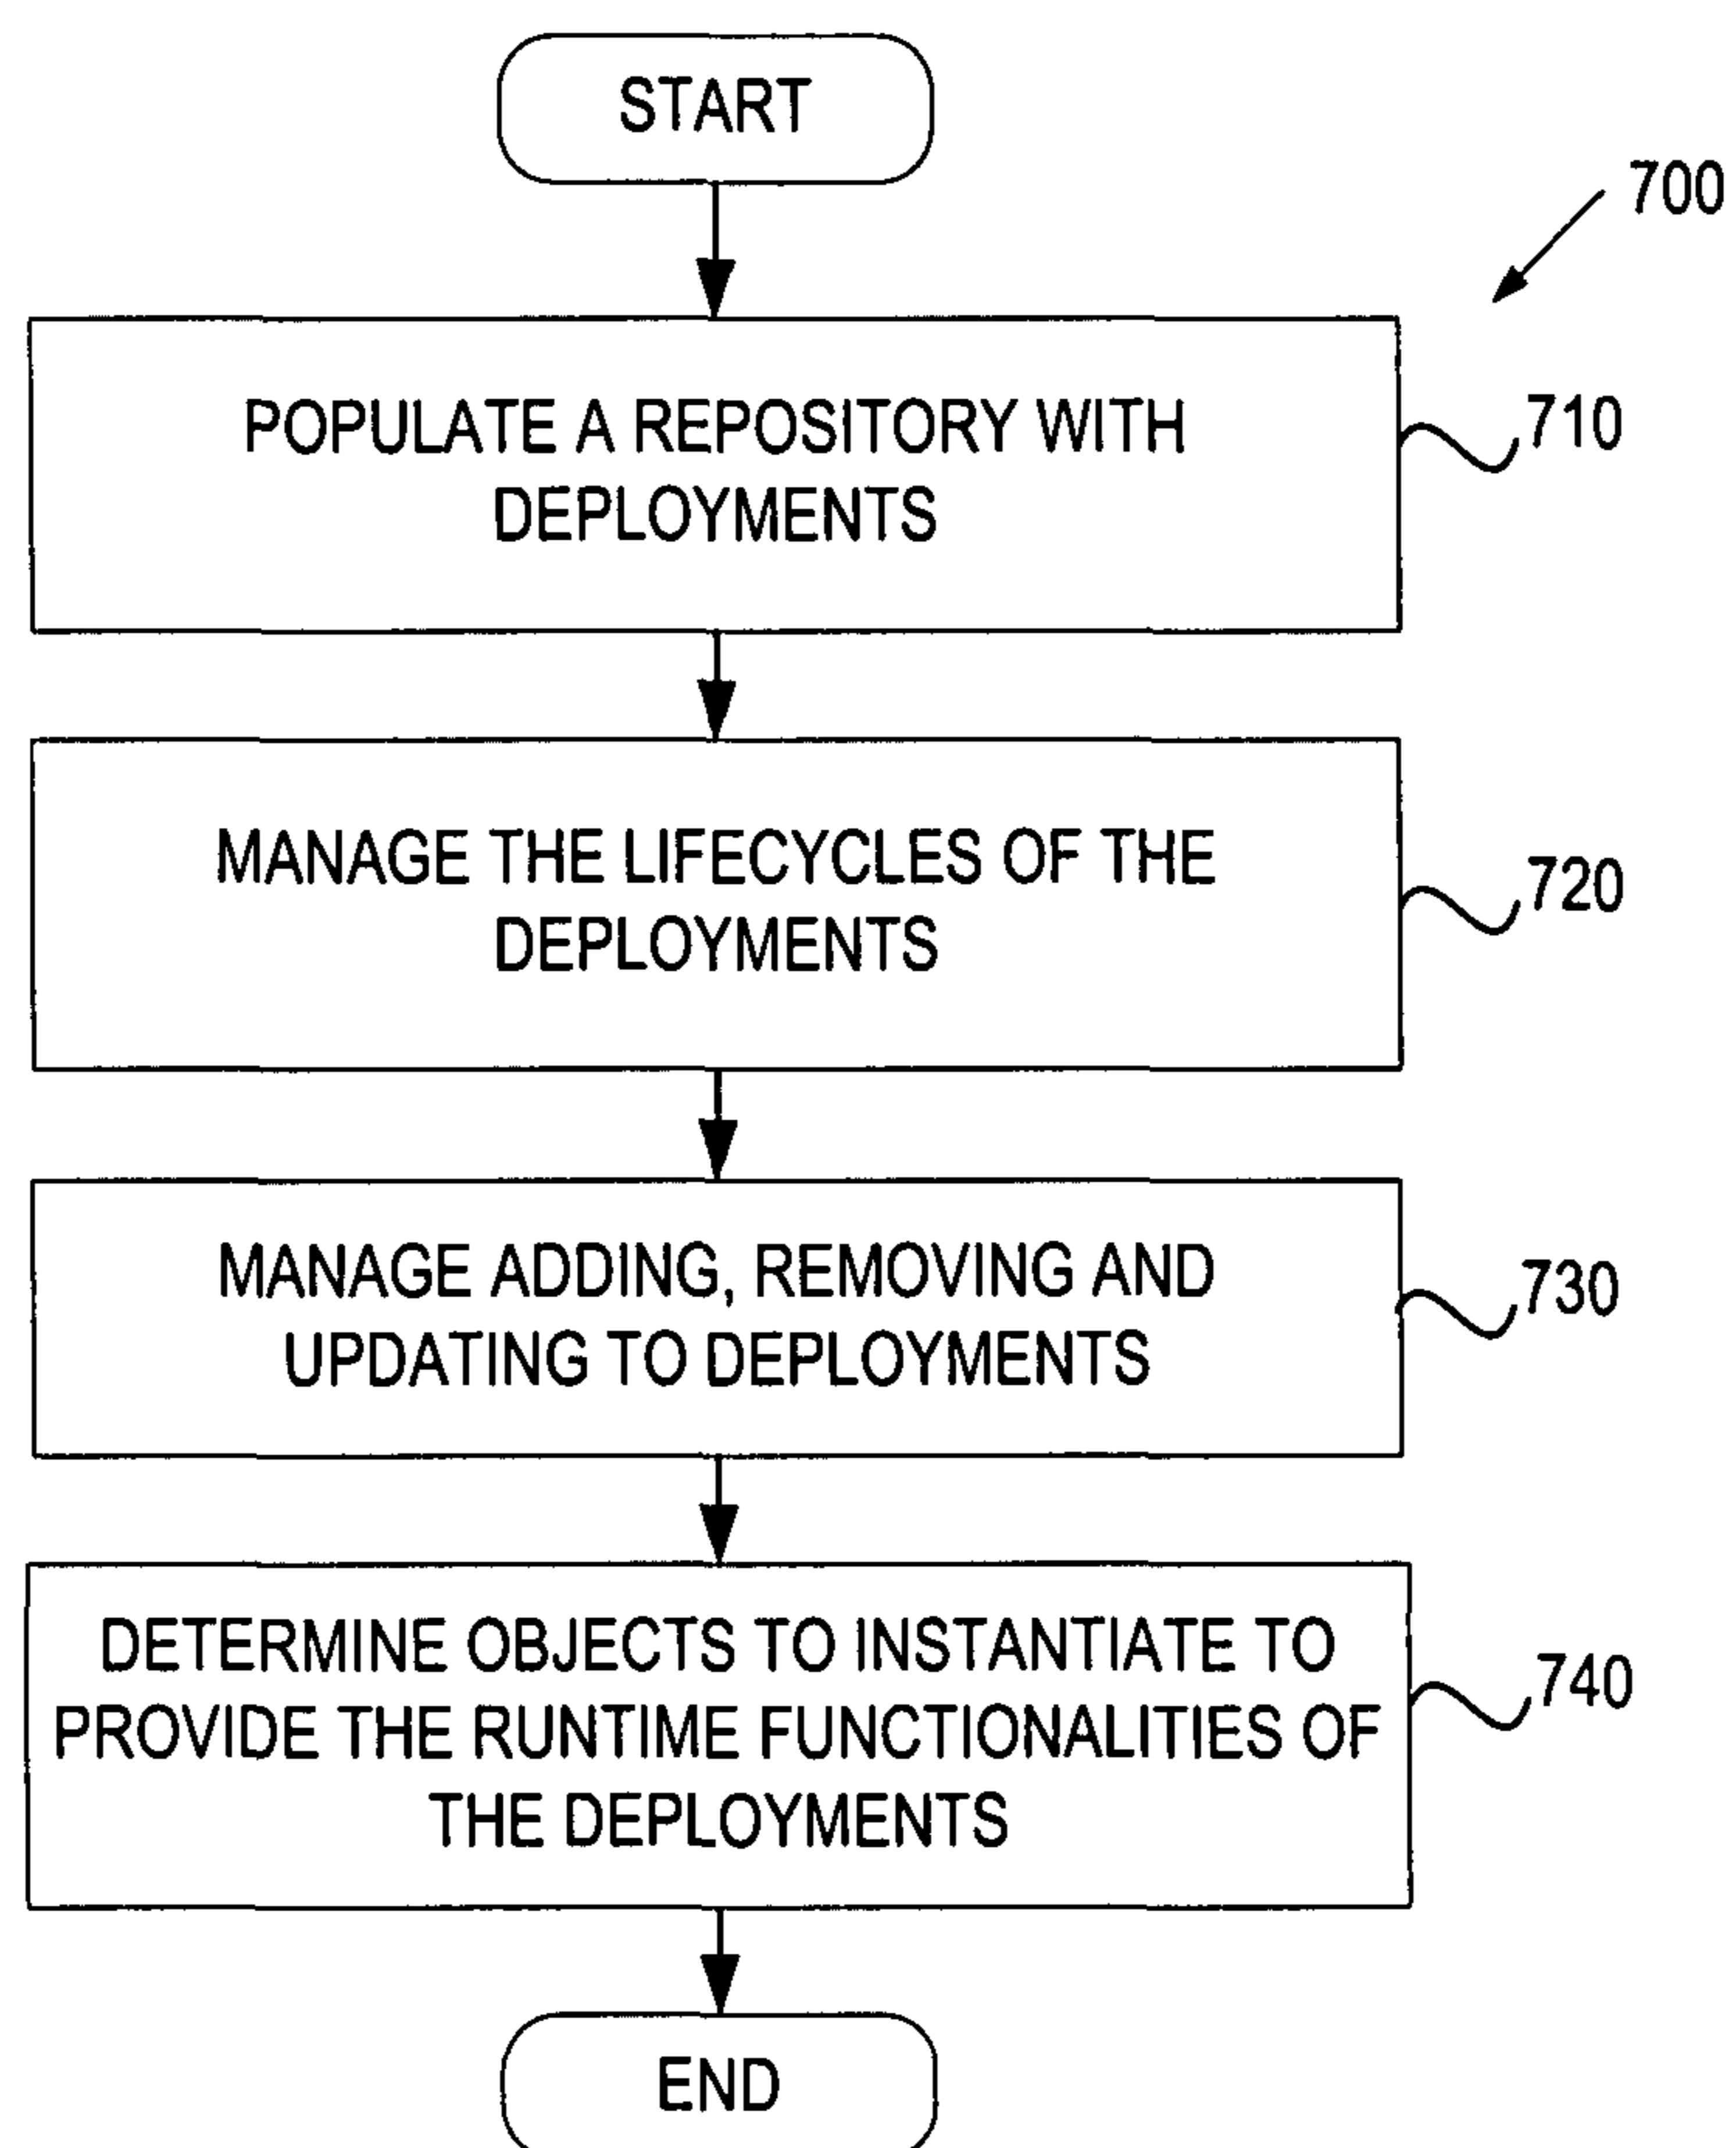 START
700
POPULATE A REPOSITORY WITH
DEPLOYMENTS
710
MANAGE THE LIFECYCLES OF THE
DEPLOYMENTS
720
MANAGE ADDING, REMOVING AND
UPDATING TO DEPLOYMENTS
730
DETERMINE OBJECTS TO INSTANTIATE TO
PROVIDE THE RUNTIME FUNCTIONALITIES OF
THE DEPLOYMENTS
740
END